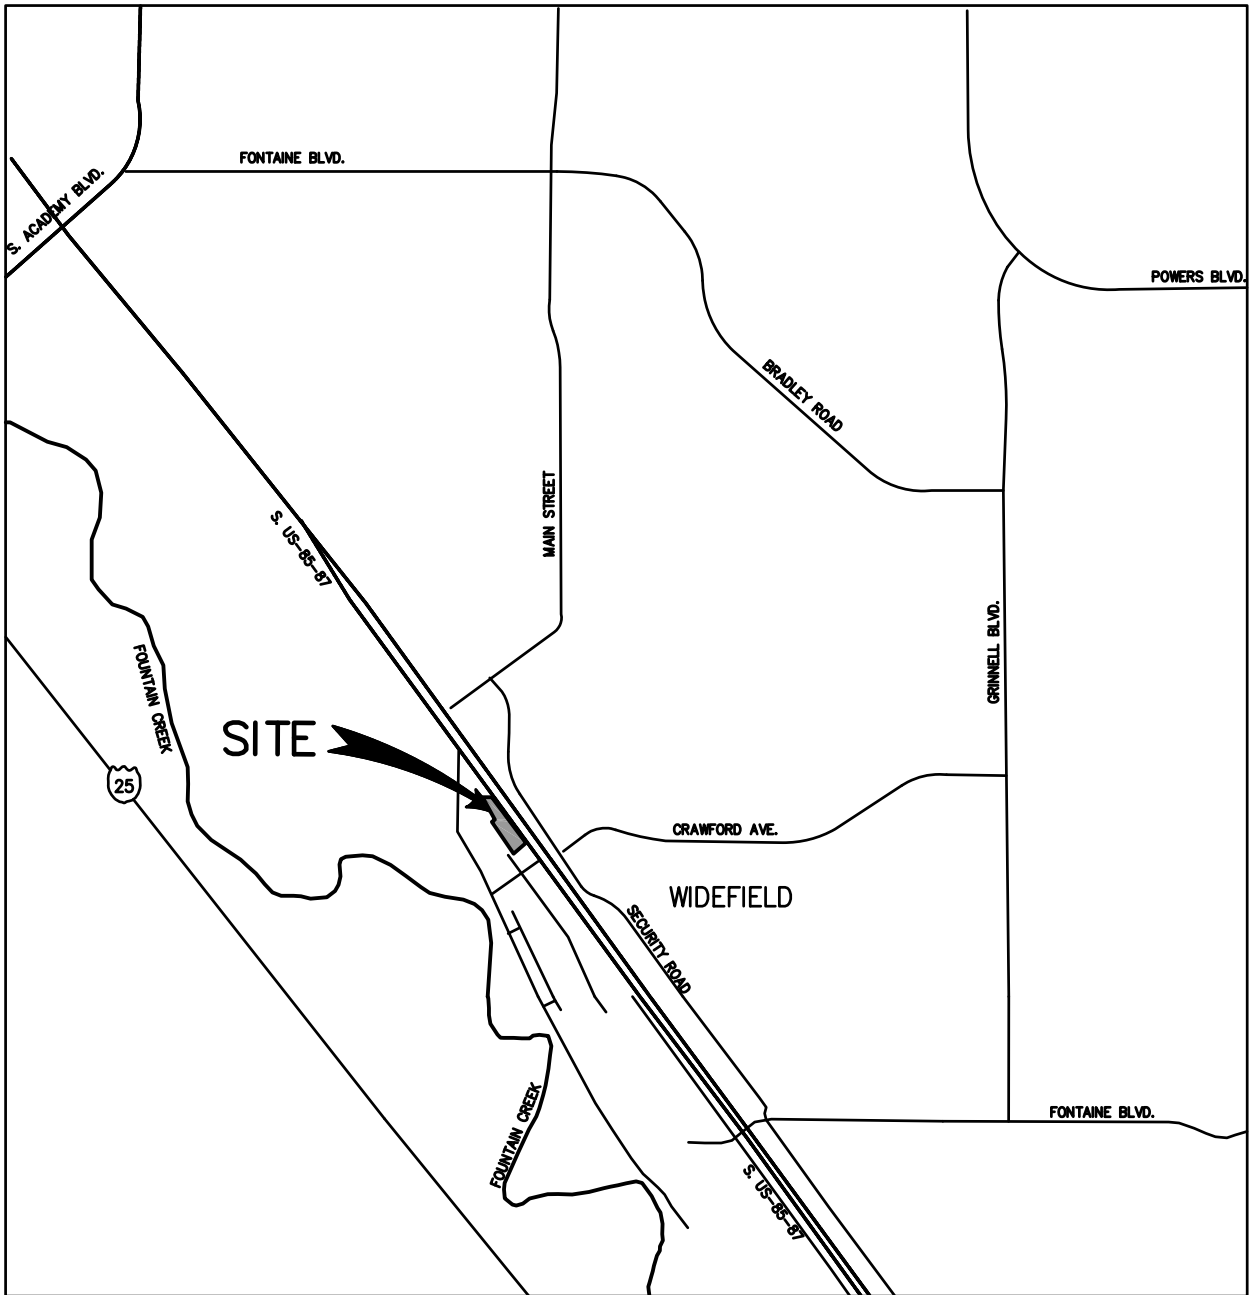 FONTAINE BLVD.
S. ACADEMY BLVD.
POWERS BLVD.
BRADLEY ROAD
MAIN STREET
S. US-85-87
GRINNELL BLVD.
FOUNTAIN CREEK
SITE
25
CRAWFORD AVE.
WIDEFIELD
SECURITY ROAD
FOUNTAIN CREEK
FONTAINE BLVD.
S. US-85-87